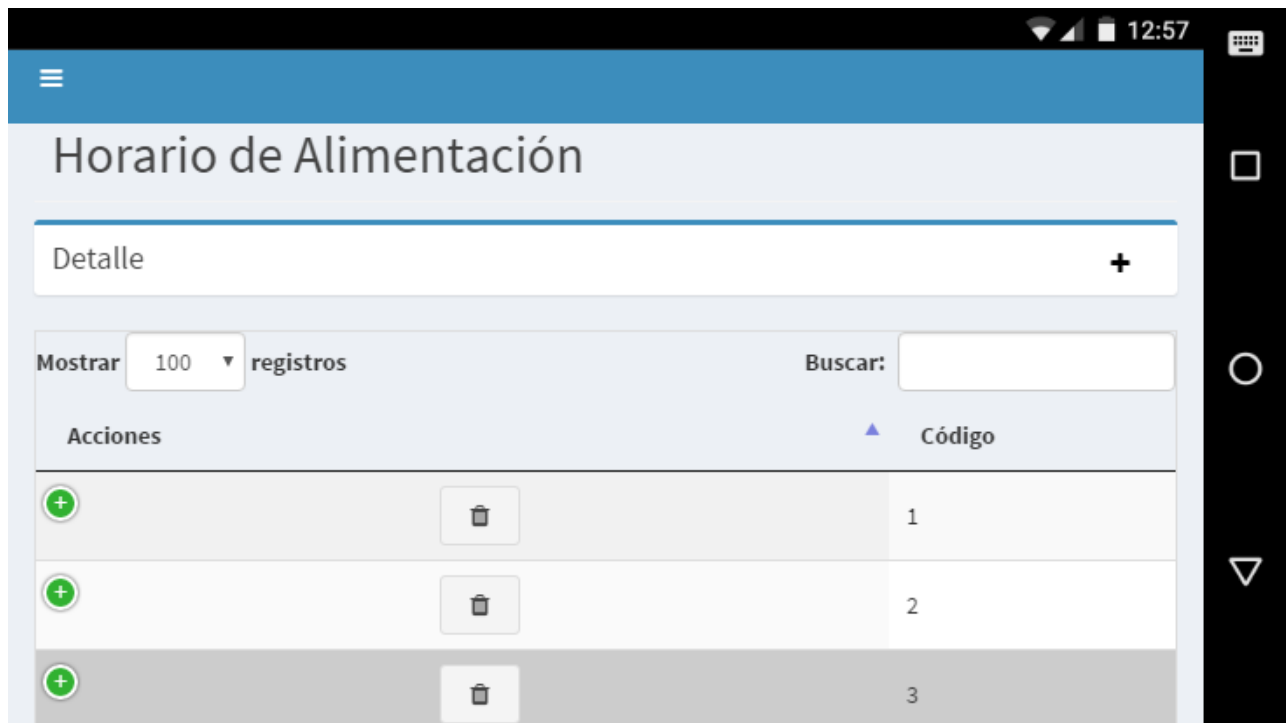 12:57
Horario de Alimentación
Detalle
Mostrar 100 registros Buscar:
Acciones Código
1
2
3